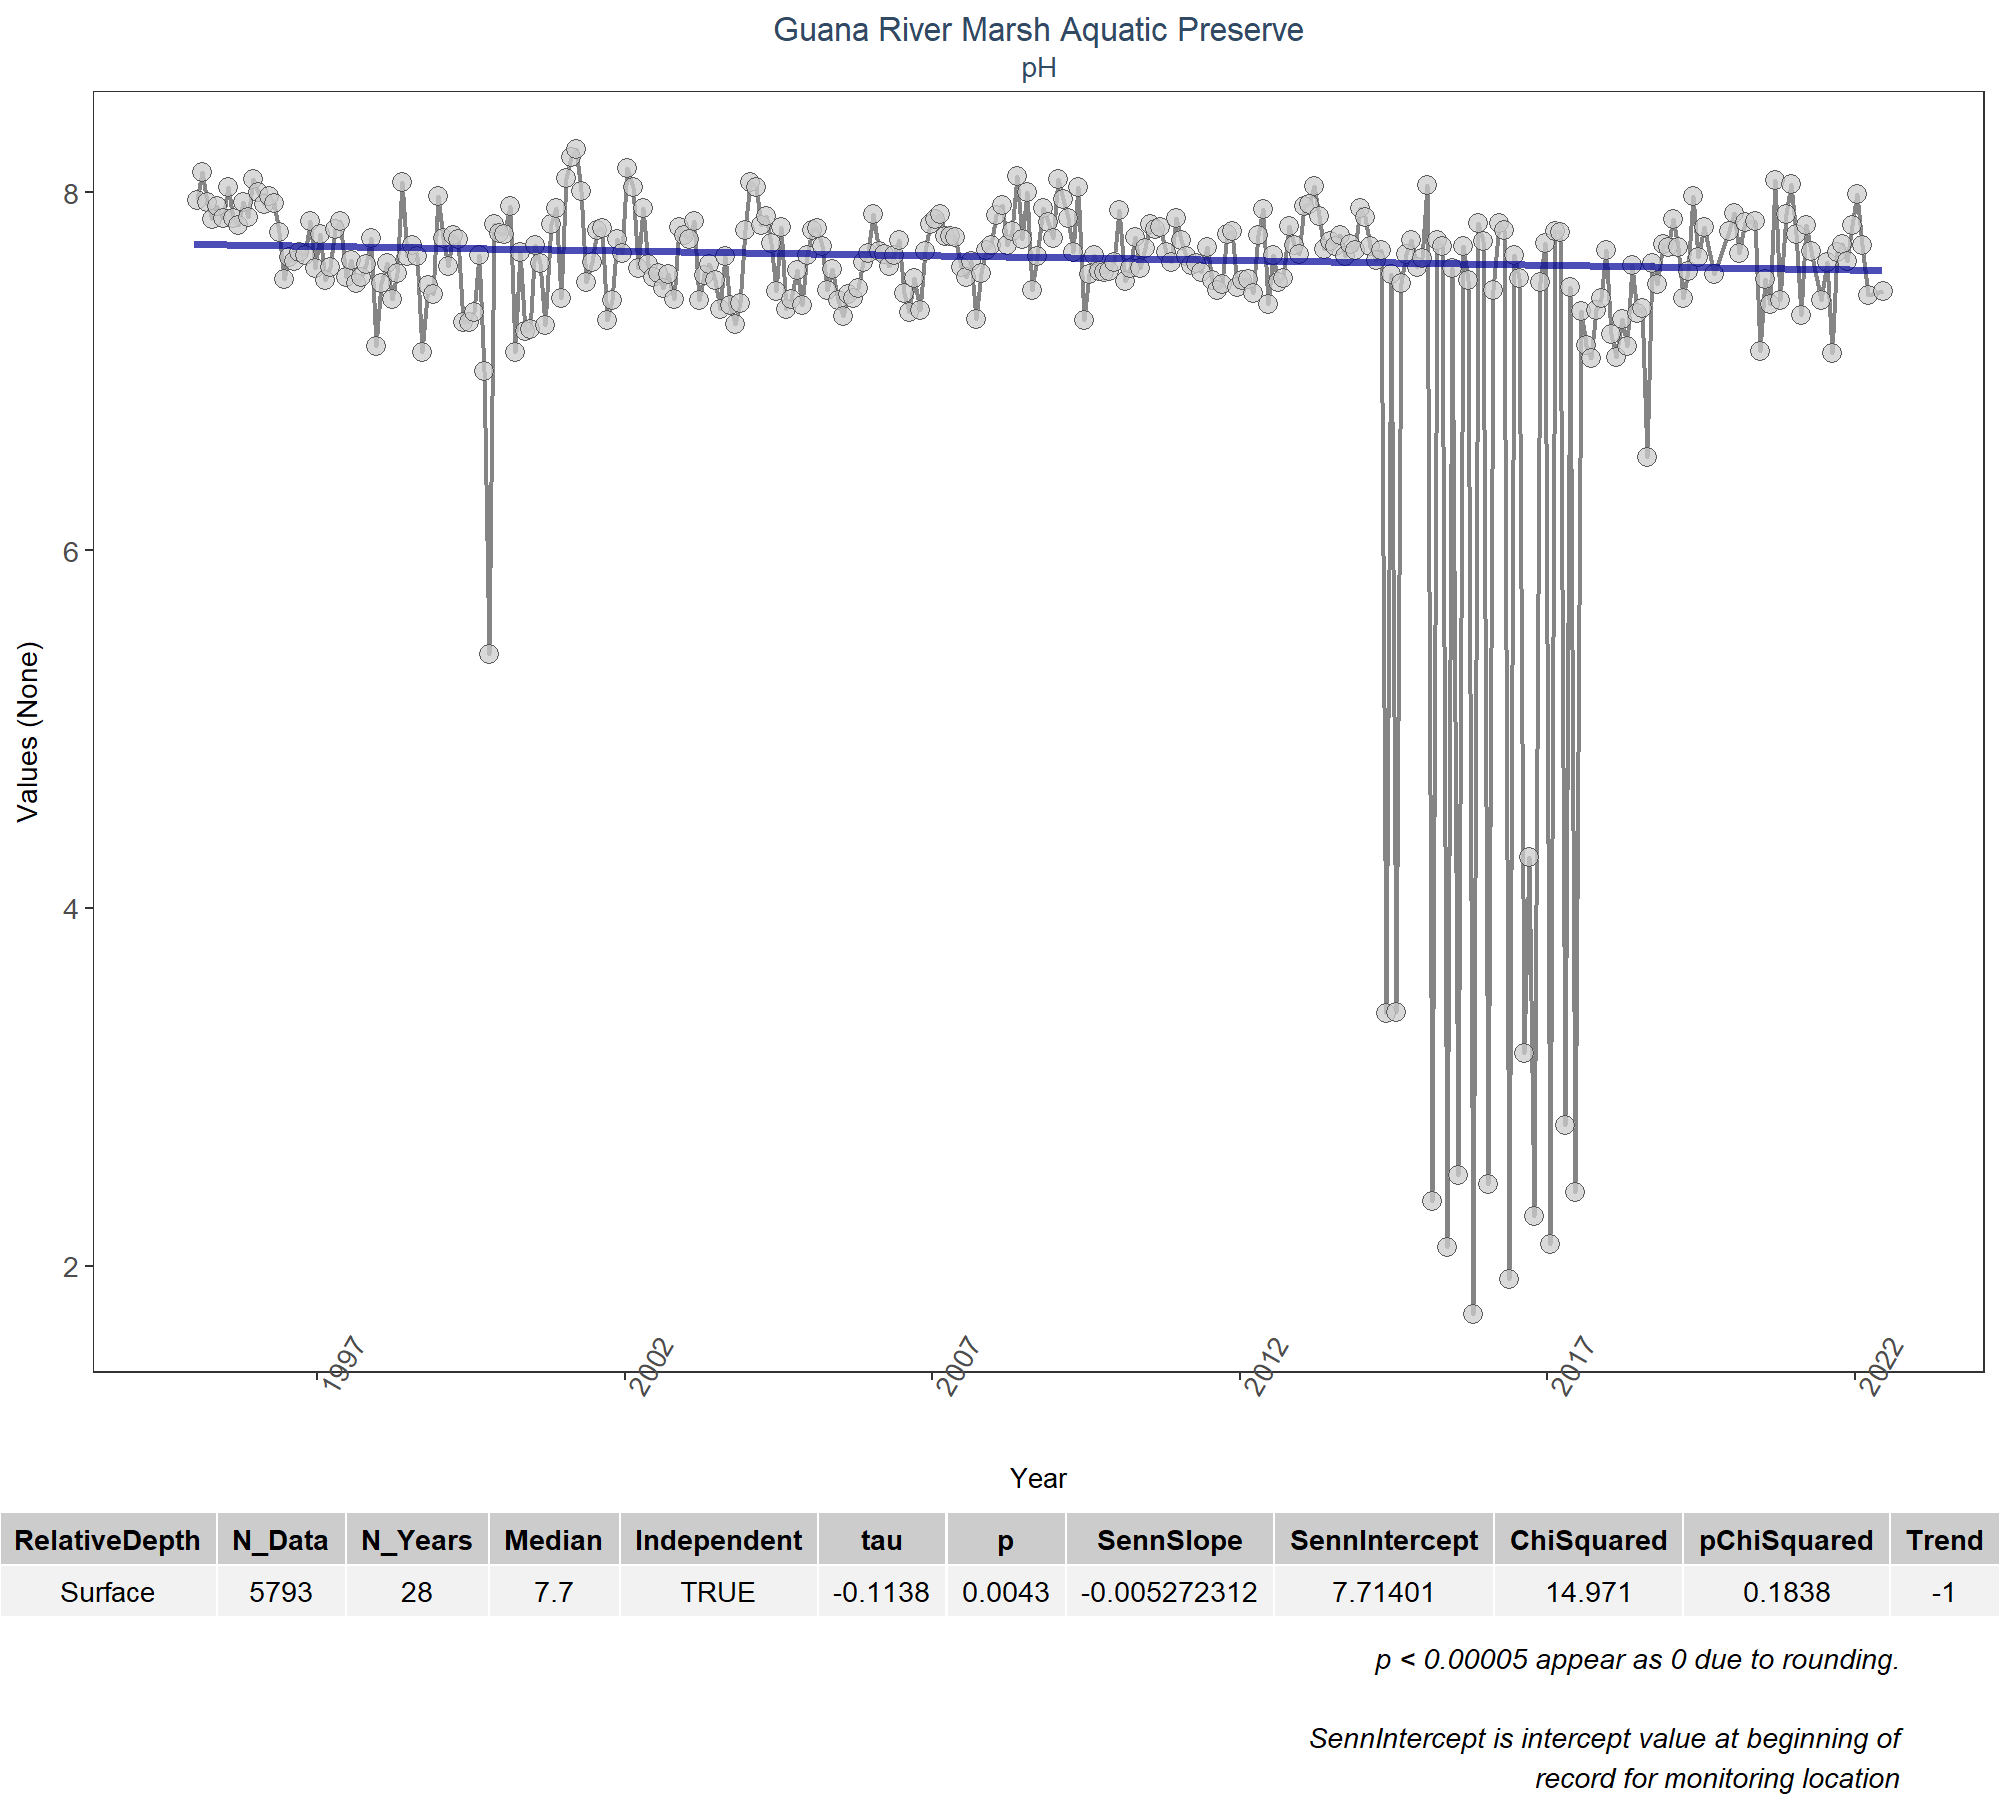 Guana River Marsh Aquatic Preserve
pH
8
6
4
2
Values (None)
1997 2002 2007 2012 2017 2022
Year
RelativeDepth N_Data N_Years Median Independent tau p SennSlope SennIntercept ChiSquared pChiSquared Trend
Surface 5793 28 7.7 TRUE -0.1138 0.0043 -0.005272312 7.71401 14.971 0.1838 -1
p < 0.00005 appear as 0 due to rounding.
SennIntercept is intercept value at beginning of
record for monitoring location